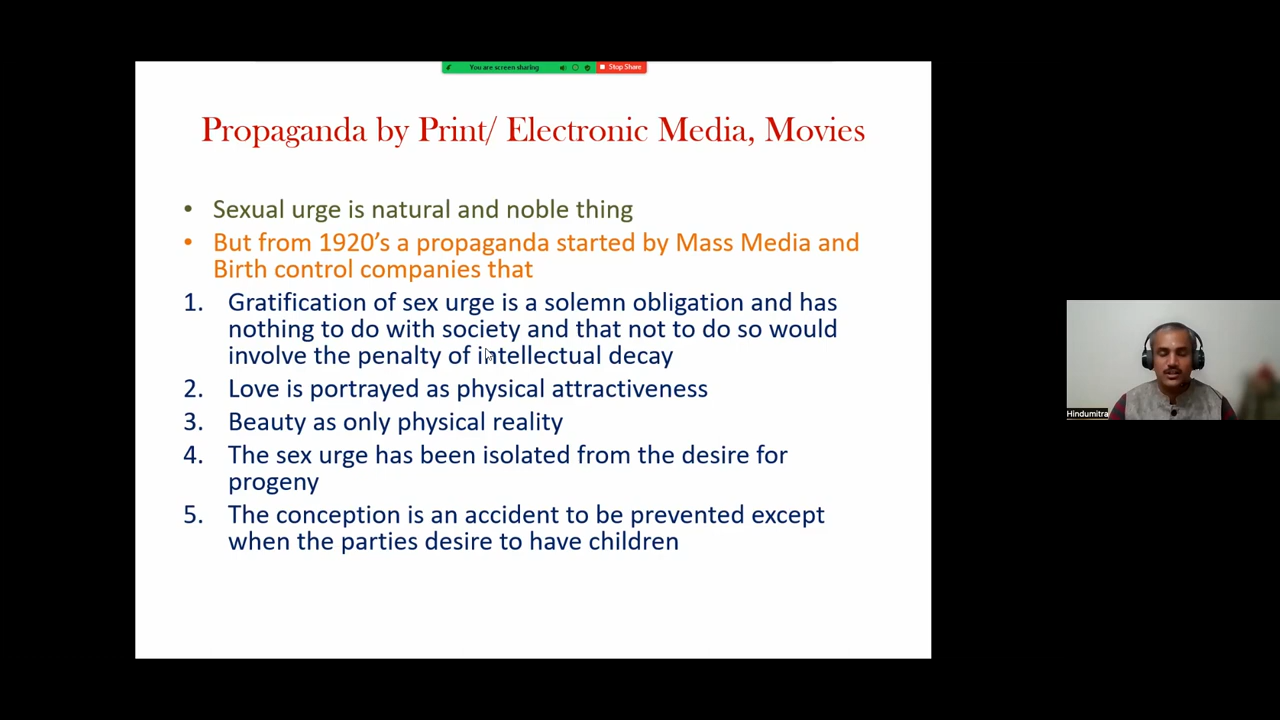 You are screen sharing
Stop Share
Propaganda by Print/ Electronic Media, Movies
• Sexual urge is natural and noble thing
• But from 1920’s a propaganda started by Mass Media and
Birth control companies that
1. Gratification of sex urge is a solemn obligation and has
nothing to do with society and that not to do so would
involve the penalty of intellectual decay
2. Love is portrayed as physical attractiveness
3. Beauty as only physical reality
4. The sex urge has been isolated from the desire for
progeny
5. The conception is an accident to be prevented except
when the parties desire to have children
Hindumitra